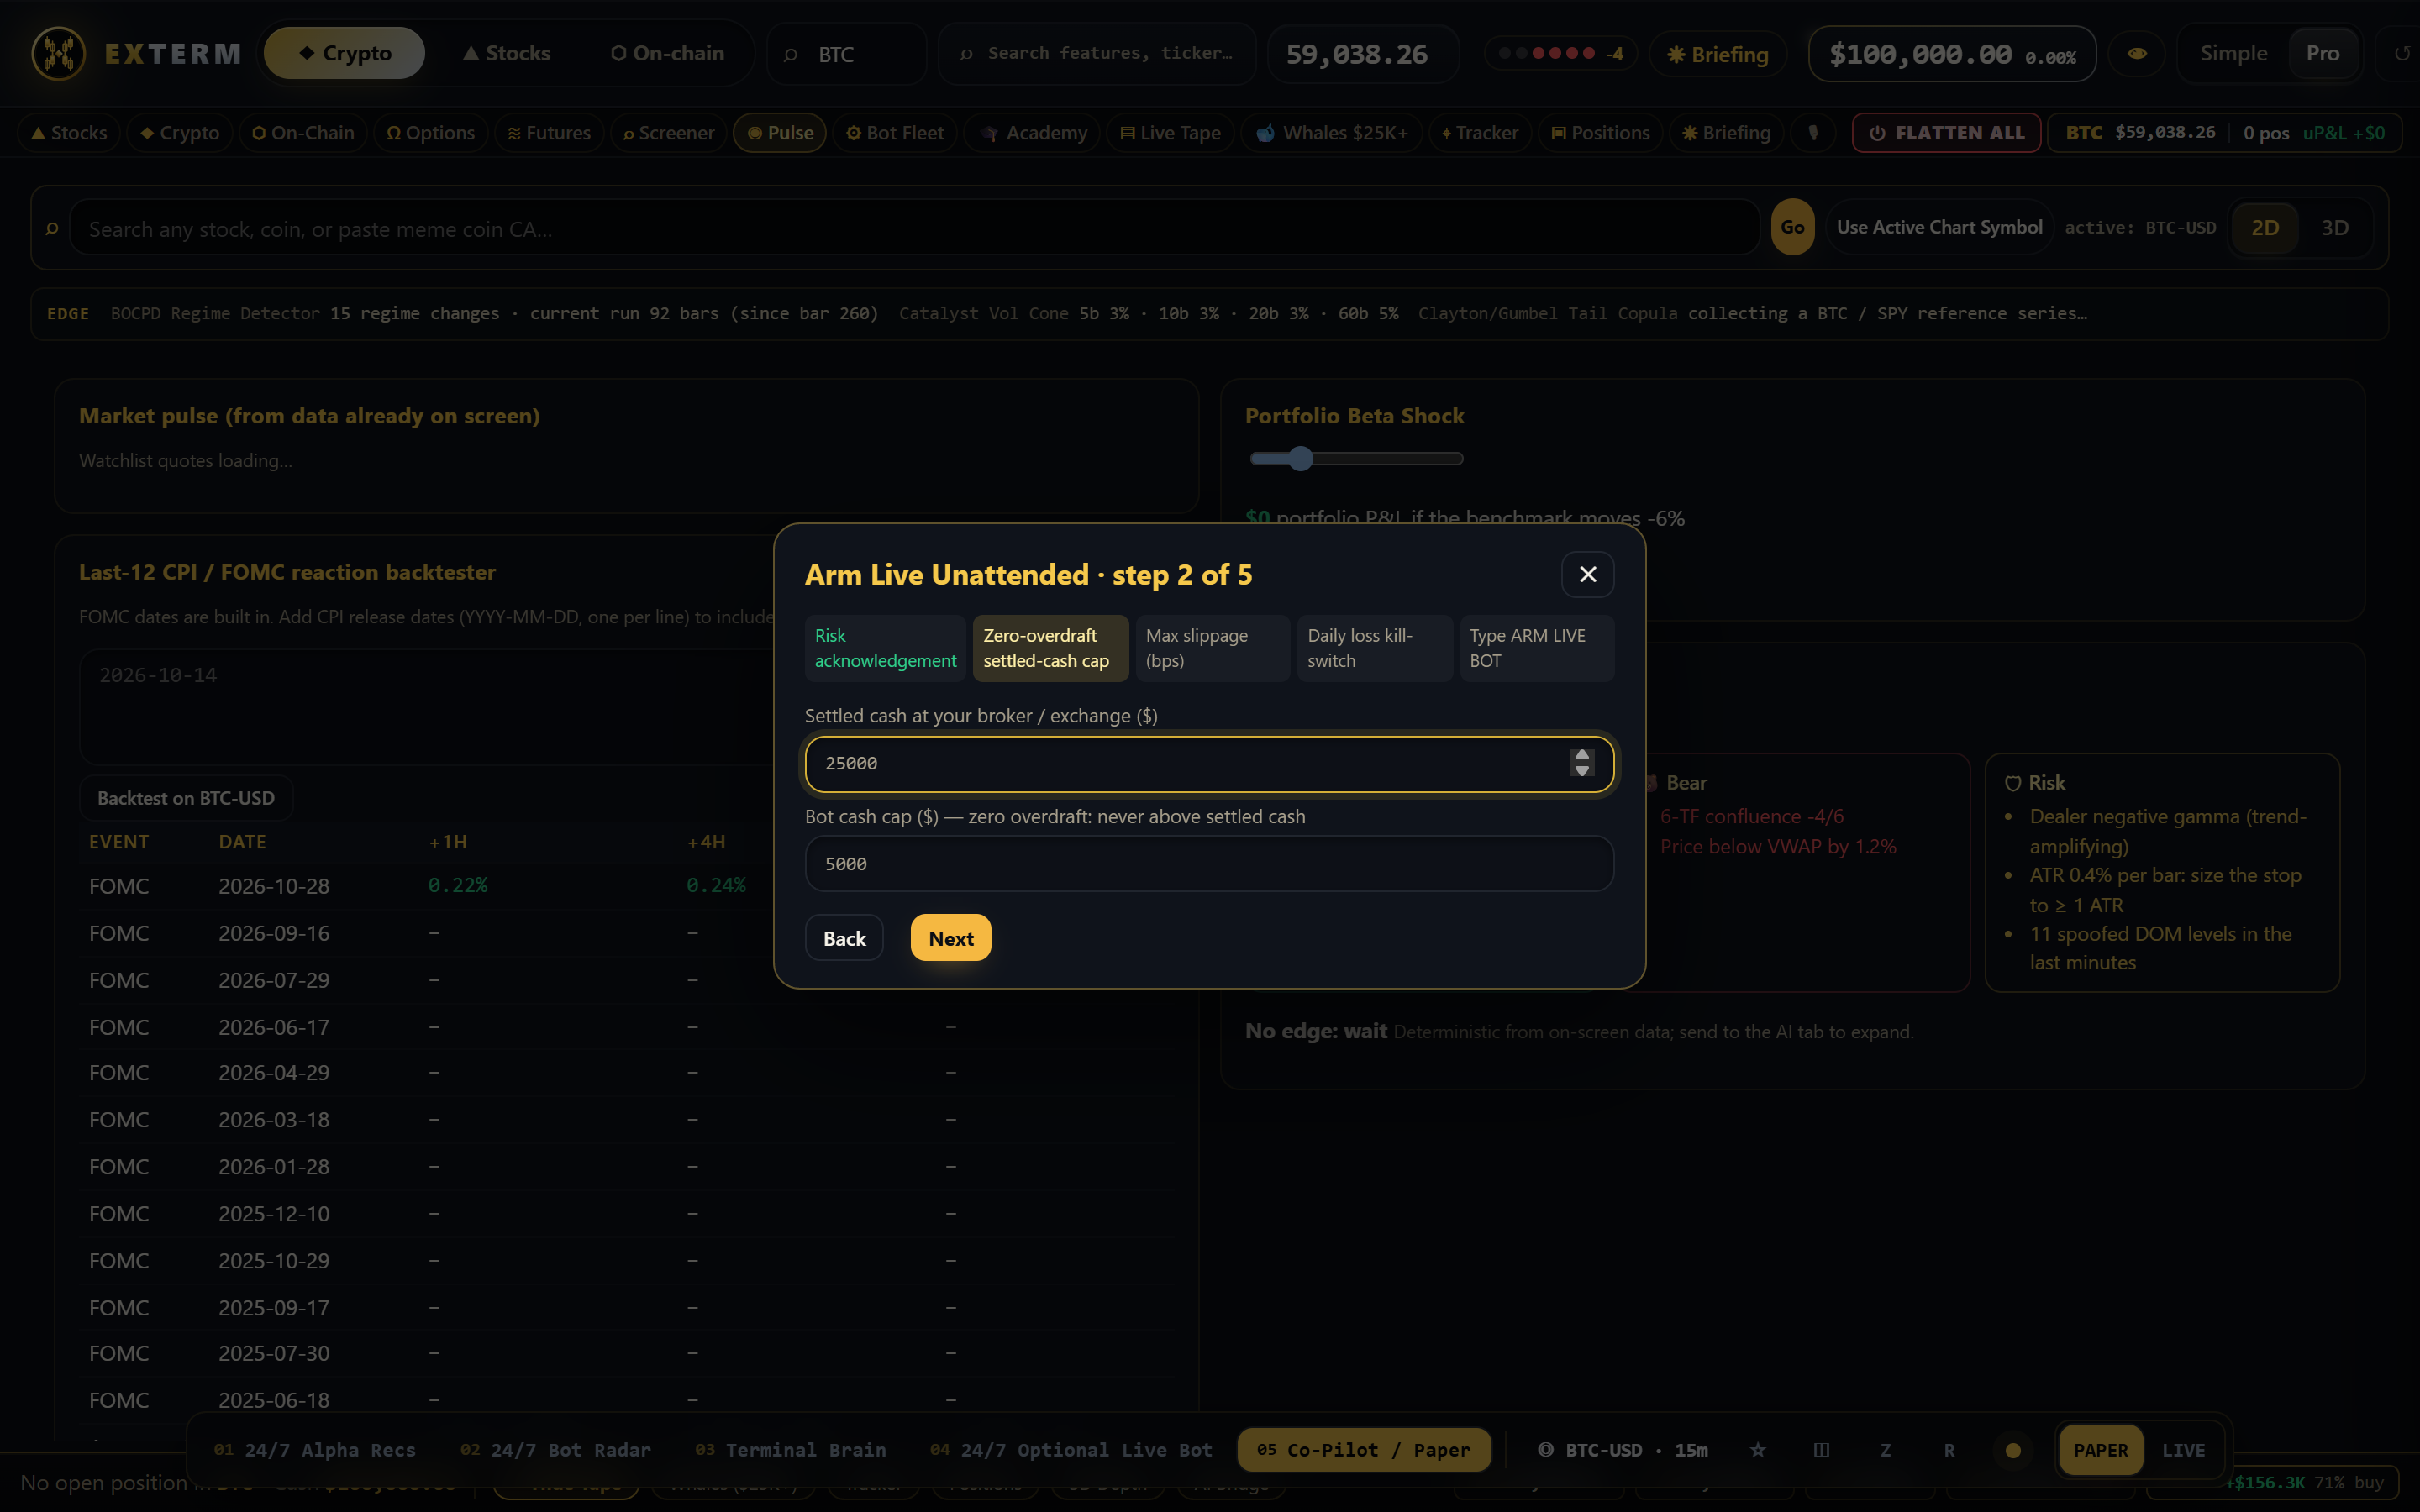 EXTERM
Crypto
Stocks
On-chain
BTC
Search features, ticker…
59,038.26
-4
Briefing
$100,000.00 0.00%
Simple
Pro
Stocks
Crypto
On-Chain
Options
Futures
Screener
Pulse
Bot Fleet
Academy
Live Tape
Whales $25K+
Tracker
Positions
Briefing
FLATTEN ALL
BTC $59,038.26 0 pos uP&L +$0
Search any stock, coin, or paste meme coin CA…
Go
Use Active Chart Symbol
active: BTC-USD
2D
3D
EDGE BOCPD Regime Detector 15 regime changes · current run 92 bars (since bar 260) Catalyst Vol Cone 5b 3% · 10b 3% · 20b 3% · 60b 5% Clayton/Gumbel Tail Copula collecting a BTC / SPY reference series…
Market pulse (from data already on screen)
Watchlist quotes loading…
Portfolio Beta Shock
$0 portfolio P&L if the benchmark moves -6%
Last-12 CPI / FOMC reaction backtester
FOMC dates are built in. Add CPI release dates (YYYY-MM-DD, one per line) to include
2026-10-14
Backtest on BTC-USD
EVENT DATE +1H +4H
FOMC 2026-10-28 0.22% 0.24%
FOMC 2026-09-16 – –
FOMC 2026-07-29 – –
FOMC 2026-06-17 – – –
FOMC 2026-04-29 – – –
FOMC 2026-03-18 – – –
FOMC 2026-01-28 – – –
FOMC 2025-12-10 – – –
FOMC 2025-10-29 – – –
FOMC 2025-09-17 – – –
FOMC 2025-07-30 – – –
FOMC 2025-06-18 – – –
Arm Live Unattended · step 2 of 5
Risk acknowledgement
Zero-overdraft settled-cash cap
Max slippage (bps)
Daily loss kill-switch
Type ARM LIVE BOT
Settled cash at your broker / exchange ($)
25000
Bot cash cap ($) — zero overdraft: never above settled cash
5000
Back
Next
Bear
6-TF confluence -4/6
Price below VWAP by 1.2%
Risk
• Dealer negative gamma (trend-
amplifying)
• ATR 0.4% per bar: size the stop
to ≥ 1 ATR
• 11 spoofed DOM levels in the
last minutes
No edge: wait Deterministic from on-screen data; send to the AI tab to expand.
01 24/7 Alpha Recs
02 24/7 Bot Radar
03 Terminal Brain
04 24/7 Optional Live Bot
05 Co-Pilot / Paper
BTC-USD · 15m
Z
R
PAPER
LIVE
No open position
+$156.3K 71% buy